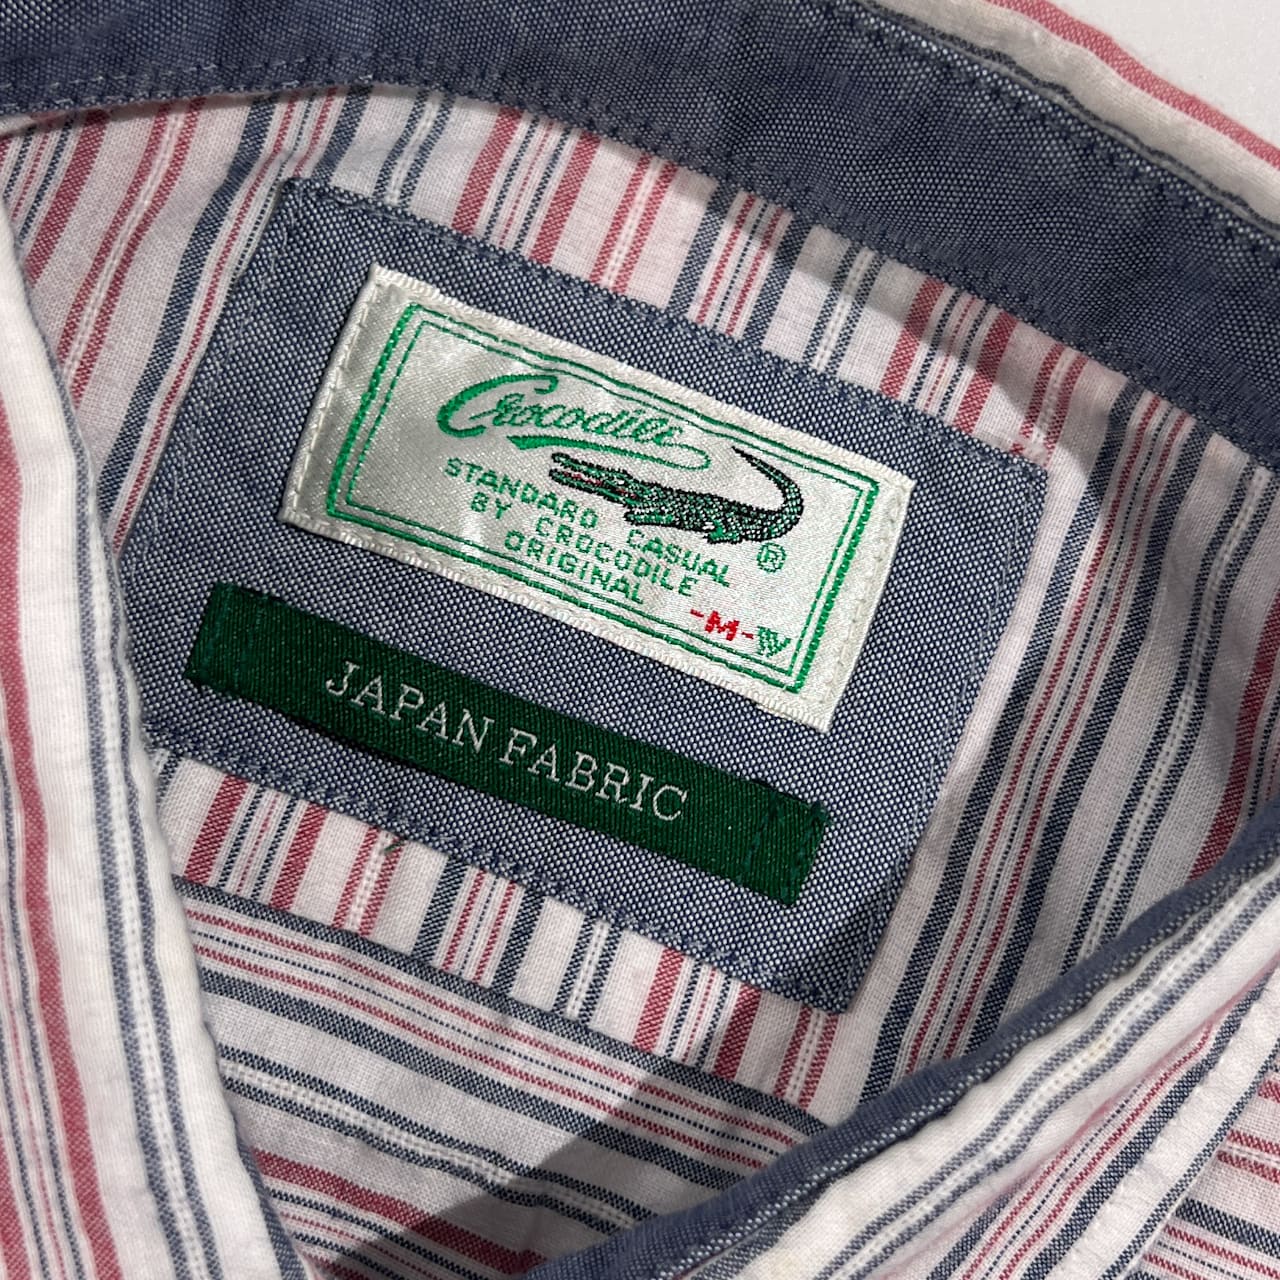 Crocodile
STANDARD CASUAL
BY CROCODILE
ORIGINAL
®
-M-W
JAPAN FABRIC